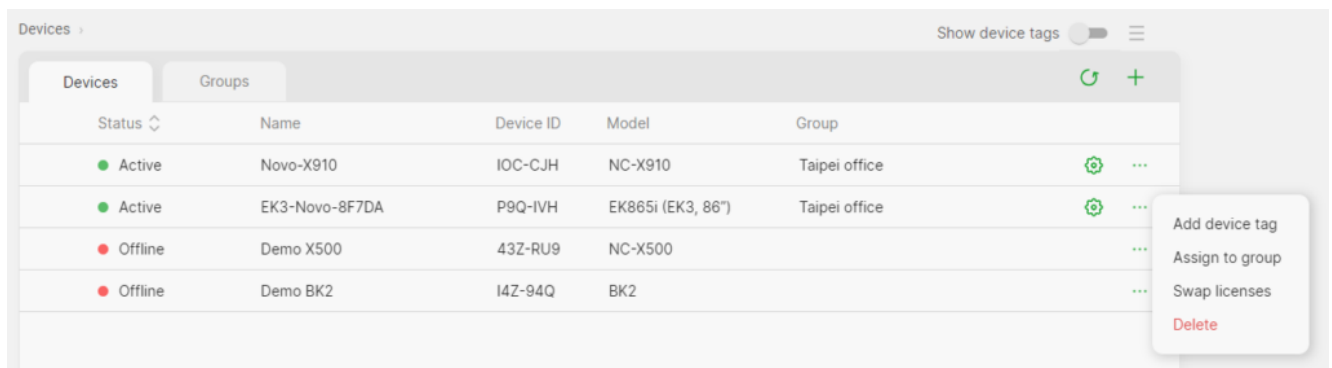 Devices ›
Show device tags
Devices Groups
Status Name Device ID Model Group
Active Novo-X910 IOC-CJH NC-X910 Taipei office
Active EK3-Novo-8F7DA P9Q-IVH EK865i (EK3, 86") Taipei office
Offline Demo X500 43Z-RU9 NC-X500
Offline Demo BK2 I4Z-94Q BK2
Add device tag
Assign to group
Swap licenses
Delete